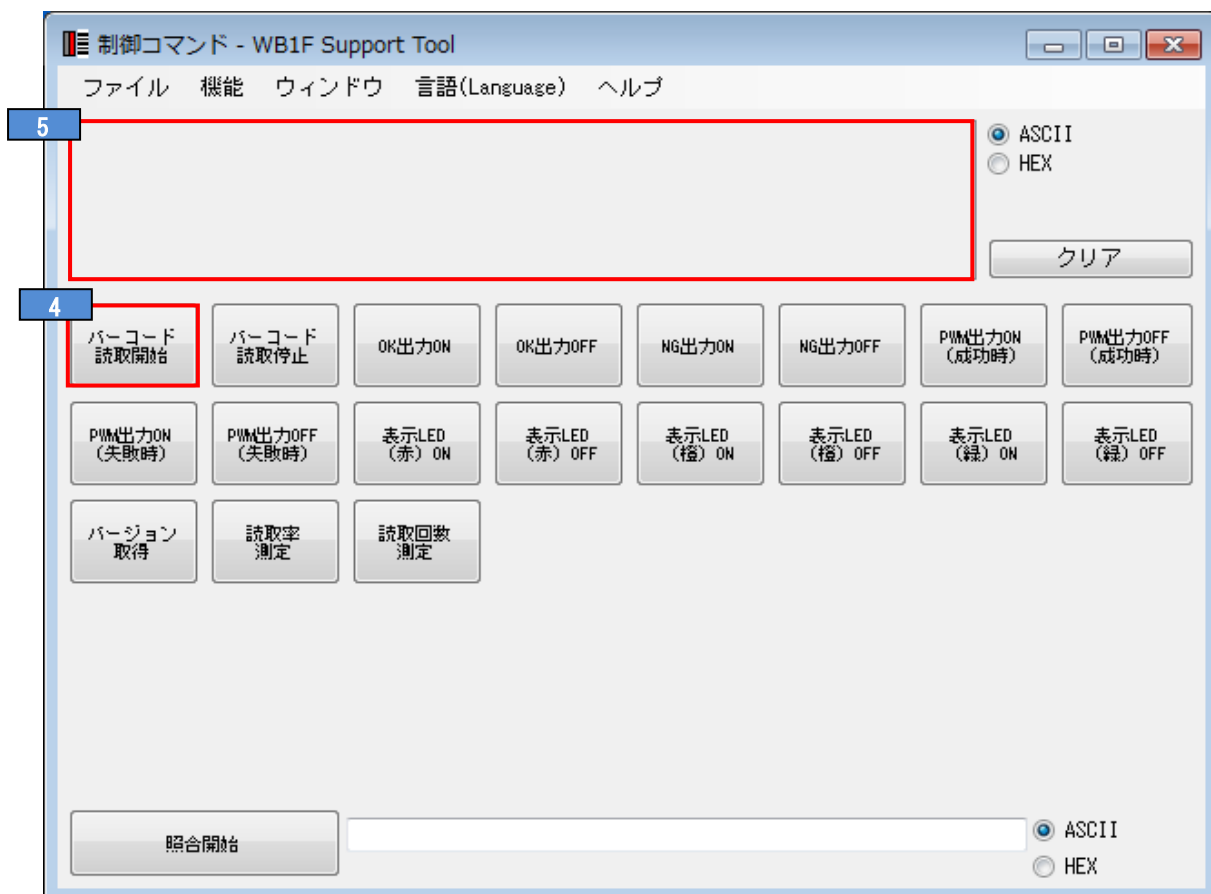 制御コマンド - WB1F Support Tool
ファイル 機能 ウィンドウ 言語(Language) ヘルプ
5
ASCII
HEX
クリア
4
バーコード
読取開始
バーコード
読取停止
OK出力ON
OK出力OFF
NG出力ON
NG出力OFF
PWM出力ON
(成功時)
PWM出力OFF
(成功時)
PWM出力ON
(失敗時)
PWM出力OFF
(失敗時)
表示LED
(赤) ON
表示LED
(赤) OFF
表示LED
(橙) ON
表示LED
(橙) OFF
表示LED
(緑) ON
表示LED
(緑) OFF
バージョン
取得
読取率
測定
読取回数
測定
照合開始
ASCII
HEX